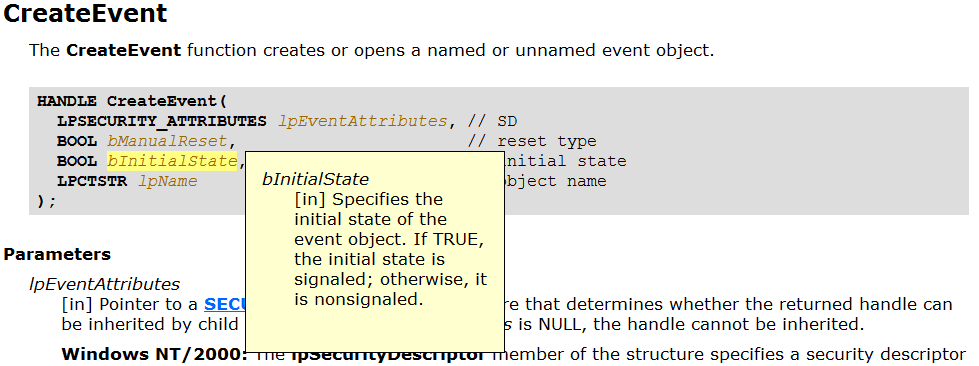 CreateEvent
The CreateEvent function creates or opens a named or unnamed event object.
HANDLE CreateEvent(
LPSECURITY_ATTRIBUTES lpEventAttributes, // SD
BOOL bManualReset, // reset type
BOOL bInitialState, initial state
LPCTSTR lpName object name
);
bInitialState
[in] Specifies the
initial state of the
event object. If TRUE,
the initial state is
signaled; otherwise, it
is nonsignaled.
Parameters
lpEventAttributes
[in] Pointer to a SECU re that determines whether the returned handle can
be inherited by child s is NULL, the handle cannot be inherited.
Windows NT/2000: The lpSecurityDescriptor member of the structure specifies a security descriptor